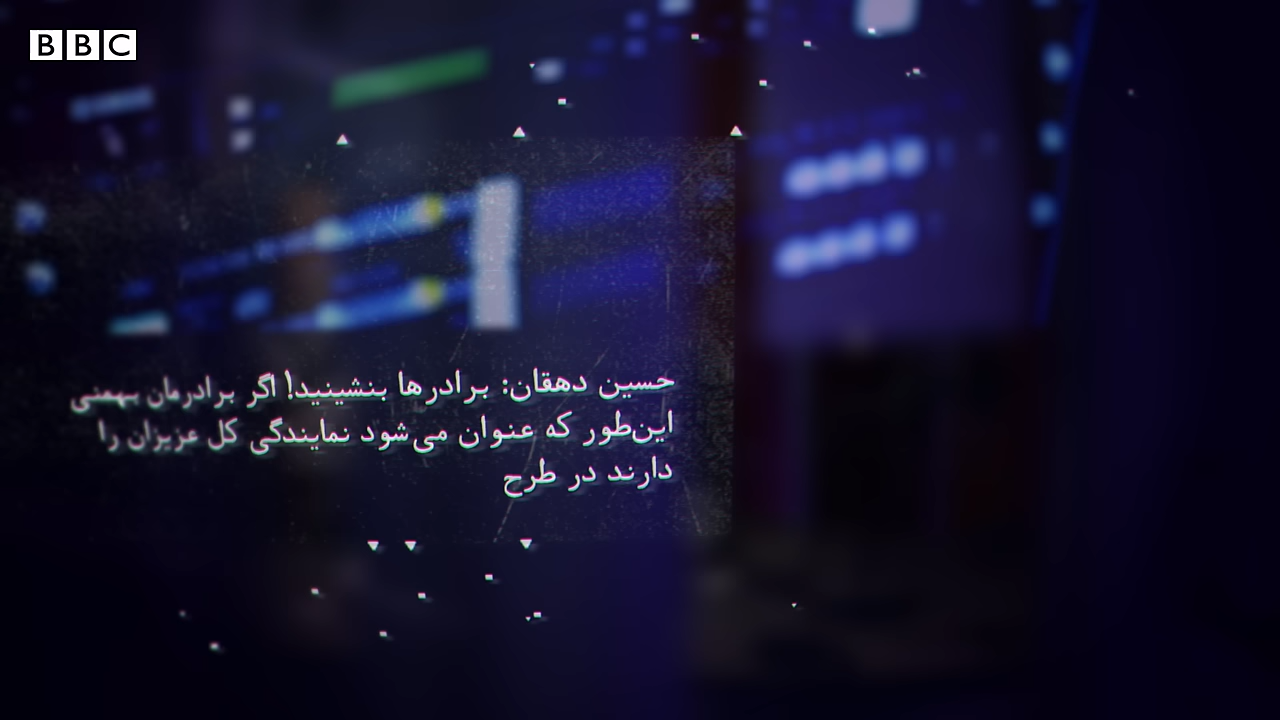 BBC
حسین دهقان: برادرها بنشینید! اگر برادرمان بهمنی
این‌طور که عنوان می‌شود نمایندگی کل عزیزان را
دارند در طرح